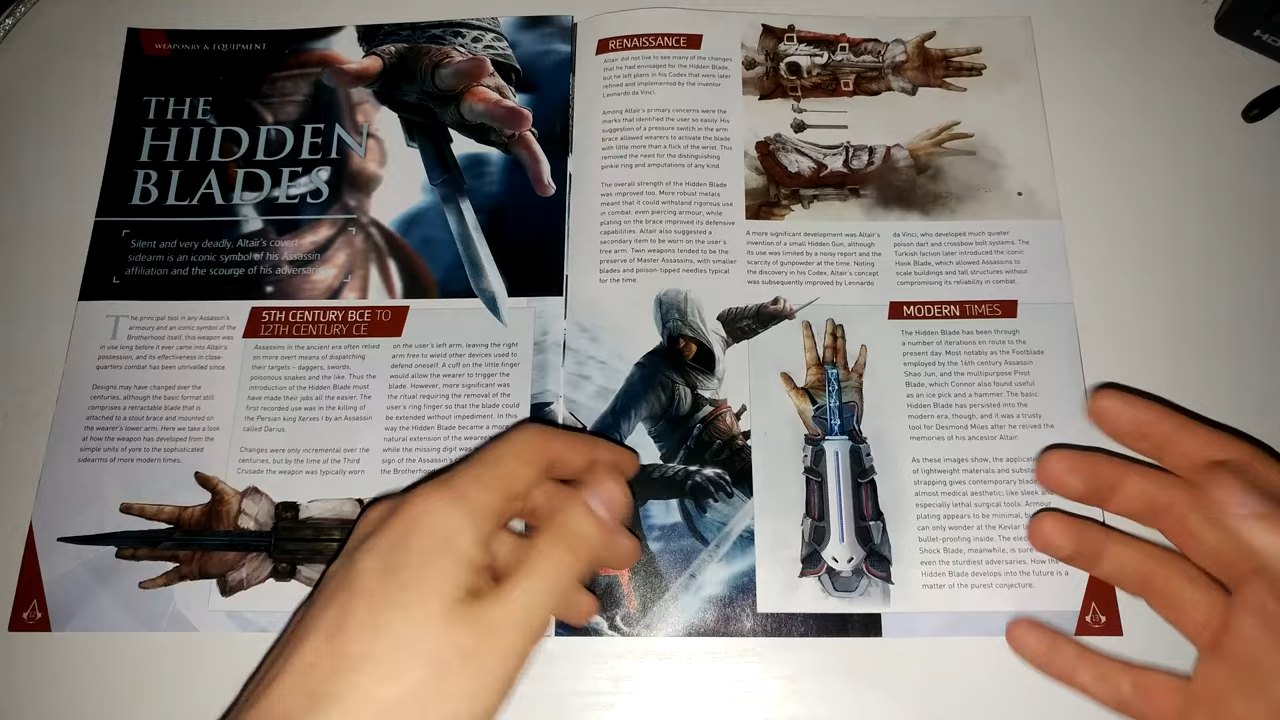 WEAPONRY & EQUIPMENT
THE
HIDDEN
BLADES
Silent and very deadly, Altaïr's covert
sidearm is an iconic symbol of his Assassin
affiliation and the scourge of his adversaries
The principal tool in any Assassin's
armoury and an iconic symbol of the
Brotherhood itself, this weapon was
in use long before it ever came into Altaïr's
possession, and its effectiveness in close-
quarters combat has been unrivalled since.
Designs may have changed over the
centuries, although the basic format still
comprises a retractable blade that is
attached to a stout brace and mounted on
the wearer's lower arm. Here we take a look
at how the weapon has developed from the
simple units of yore to the sophisticated
sidearms of more modern times.
5TH CENTURY BCE TO
12TH CENTURY CE
Assassins in the ancient era often relied
on more overt means of dispatching
their targets – daggers, swords,
poisonous snakes and the like. Thus the
introduction of the Hidden Blade must
have made their jobs all the easier. The
first recorded use was in the killing of
the Persian king Xerxes I by an Assassin
called Darius.
Changes were only incremental over the
centuries, but by the time of the Third
Crusade the weapon was typically worn
on the user's left arm, leaving the right
arm free to wield other devices used to
defend oneself. A cuff on the little finger
would allow the wearer to trigger the
blade. However, more significant was
the ritual requiring the removal of the
user's ring finger so that the blade could
be extended without impediment. In this
way the Hidden Blade became a more
natural extension of the wearer
while the missing digit was
sign of the Assassin's
the Brotherhood
12
RENAISSANCE
Altaïr did not live to see many of the changes
that he had envisaged for the Hidden Blade,
but he left plans in his Codex that were later
refined and implemented by the inventor
Leonardo da Vinci.
Among Altaïr's primary concerns were the
marks that identified the user so easily. His
suggestion of a pressure switch in the arm
brace allowed wearers to activate the blade
with little more than a flick of the wrist. This
removed the need for the distinguishing
pinkie ring and amputations of any kind.
The overall strength of the Hidden Blade
was improved too. More robust metals
meant that it could withstand rigorous use
in combat, even piercing armour, while
plating on the brace improved its defensive
capabilities. Altaïr also suggested a
secondary item to be worn on the user's
free arm. Twin weapons tended to be the
preserve of Master Assassins, with smaller
blades and poison-tipped needles typical
for the time.
A more significant development was Altaïr's
invention of a small Hidden Gun, although
its use was limited by a noisy report and the
scarcity of gunpowder at the time. Noting
the discovery in his Codex, Altaïr's concept
was subsequently improved by Leonardo
da Vinci, who developed much quieter
poison dart and crossbow bolt systems. The
Turkish faction later introduced the iconic
Hook Blade, which allowed Assassins to
scale buildings and tall structures without
compromising its reliability in combat.
MODERN TIMES
The Hidden Blade has been through
a number of iterations en route to the
present day. Most notably as the Footblade
employed by the 16th century Assassin
Shao Jun, and the multipurpose Pivot
Blade, which Connor also found useful
as an ice pick and a hammer. The basic
Hidden Blade has persisted into the
modern era, though, and it was a trusty
tool for Desmond Miles after he relived the
memories of his ancestor Altaïr.
As these images show, the
of lightweight materials and
strapping gives contemporary
almost medical aesthetic; like sleek
especially lethal surgical tools. Armour
plating appears to be minimal,
can only wonder at the Kevlar
bullet-proofing inside. The
Shock Blade, meanwhile, is sure
even the sturdiest adversaries. How the
Hidden Blade develops into the future is a
matter of the purest conjecture.
13